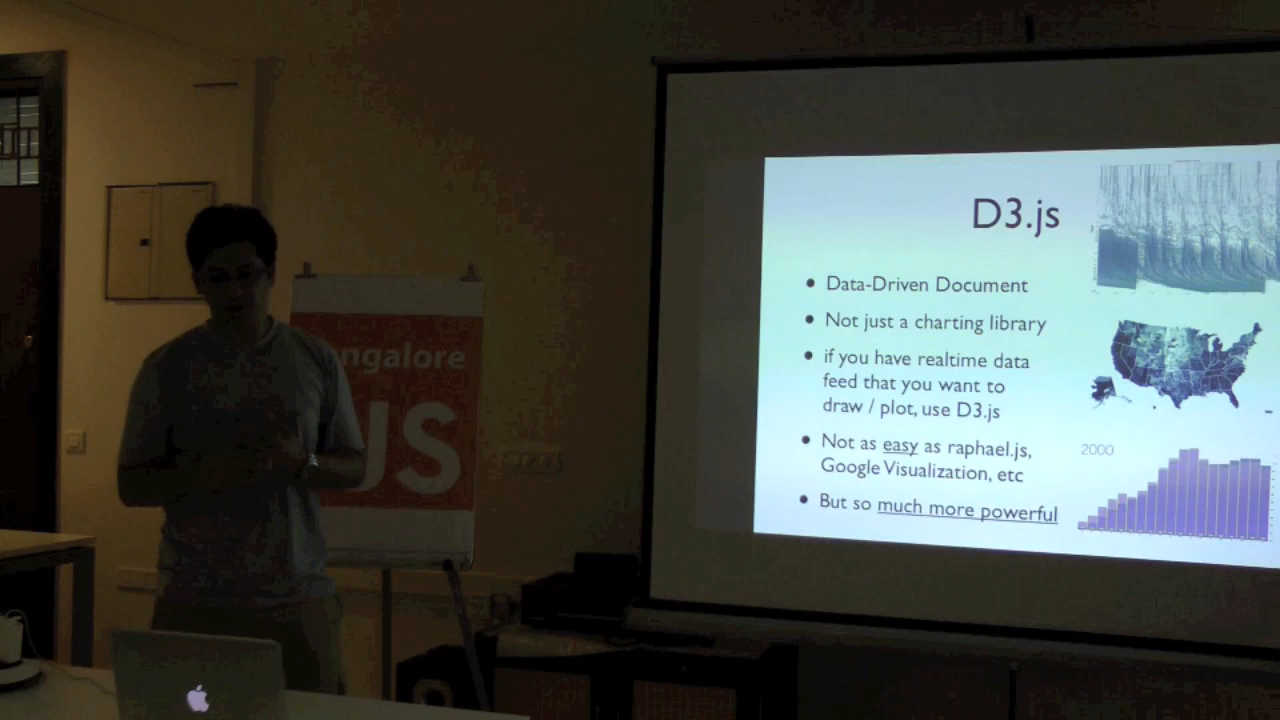 D3.js
Data-Driven Document
Not just a charting library
if you have realtime data
feed that you want to
draw / plot, use D3.js
Not as easy as raphael.js,
Google Visualization, etc
But so much more powerful
2000
ngalore
JS